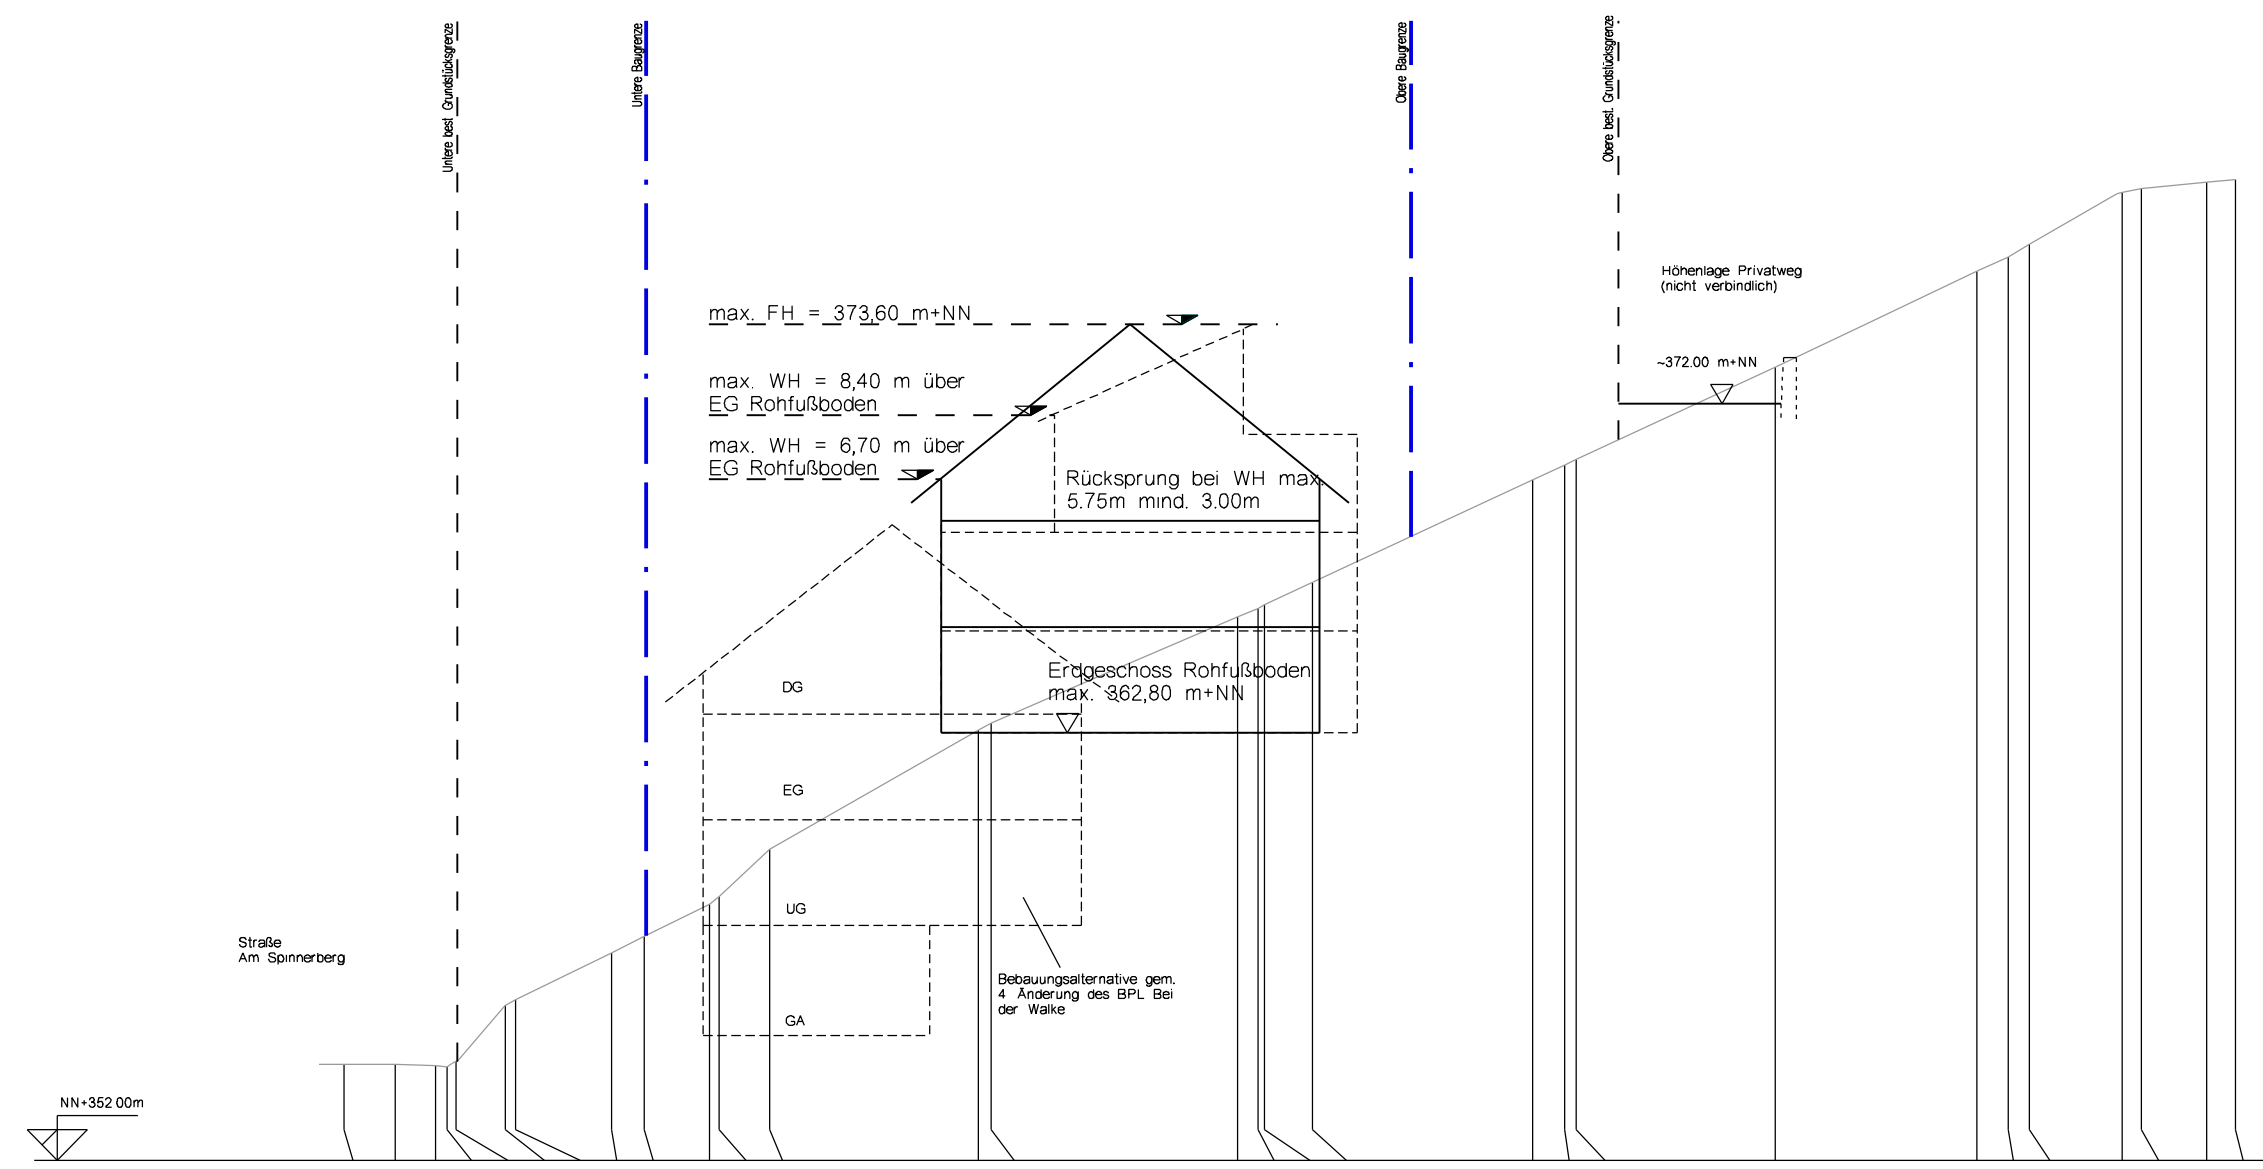 Untere best. Grundstücksgrenze
Untere Baugrenze
Obere Baugrenze
Obere best. Grundstücksgrenze
Höhenlage Privatweg
(nicht verbindlich)
max. FH = 373,60 m+NN
~372.00 m+NN
max. WH = 8,40 m über
EG Rohfußboden
max. WH = 6,70 m über
EG Rohfußboden
Rücksprung bei WH max.
5.75m mind. 3.00m
Erdgeschoss Rohfußboden
max. 362,80 m+NN
DG
EG
UG
GA
Straße
Am Spinnerberg
Bebauungsalternative gem.
4 Änderung des BPL Bei
der Walke
NN+352 00m